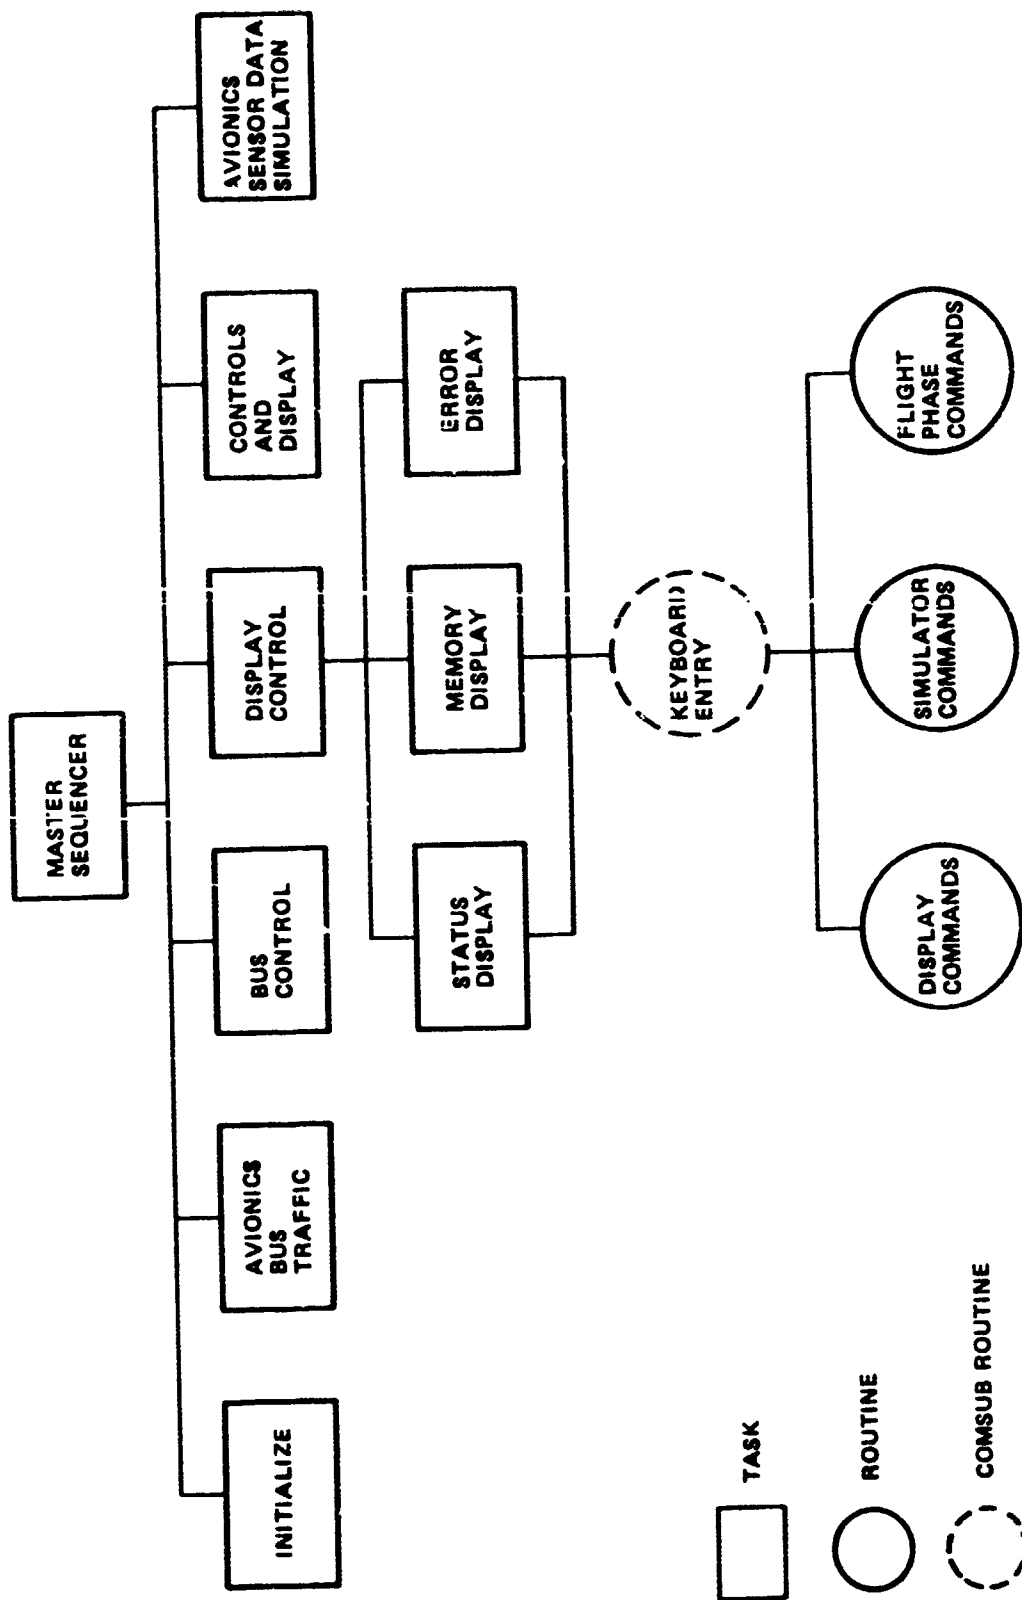 MASTER
SEQUENCER
INITIALIZE
AVIONICS
BUS
TRAFFIC
BUS
CONTROL
DISPLAY
CONTROL
CONTROLS
AND
DISPLAY
AVIONICS
SENSOR DATA
SIMULATION
STATUS
DISPLAY
MEMORY
DISPLAY
ERROR
DISPLAY
KEYBOARD
ENTRY
DISPLAY
COMMANDS
SIMULATOR
COMMANDS
FLIGHT
PHASE
COMMANDS
TASK
ROUTINE
COMSUB ROUTINE